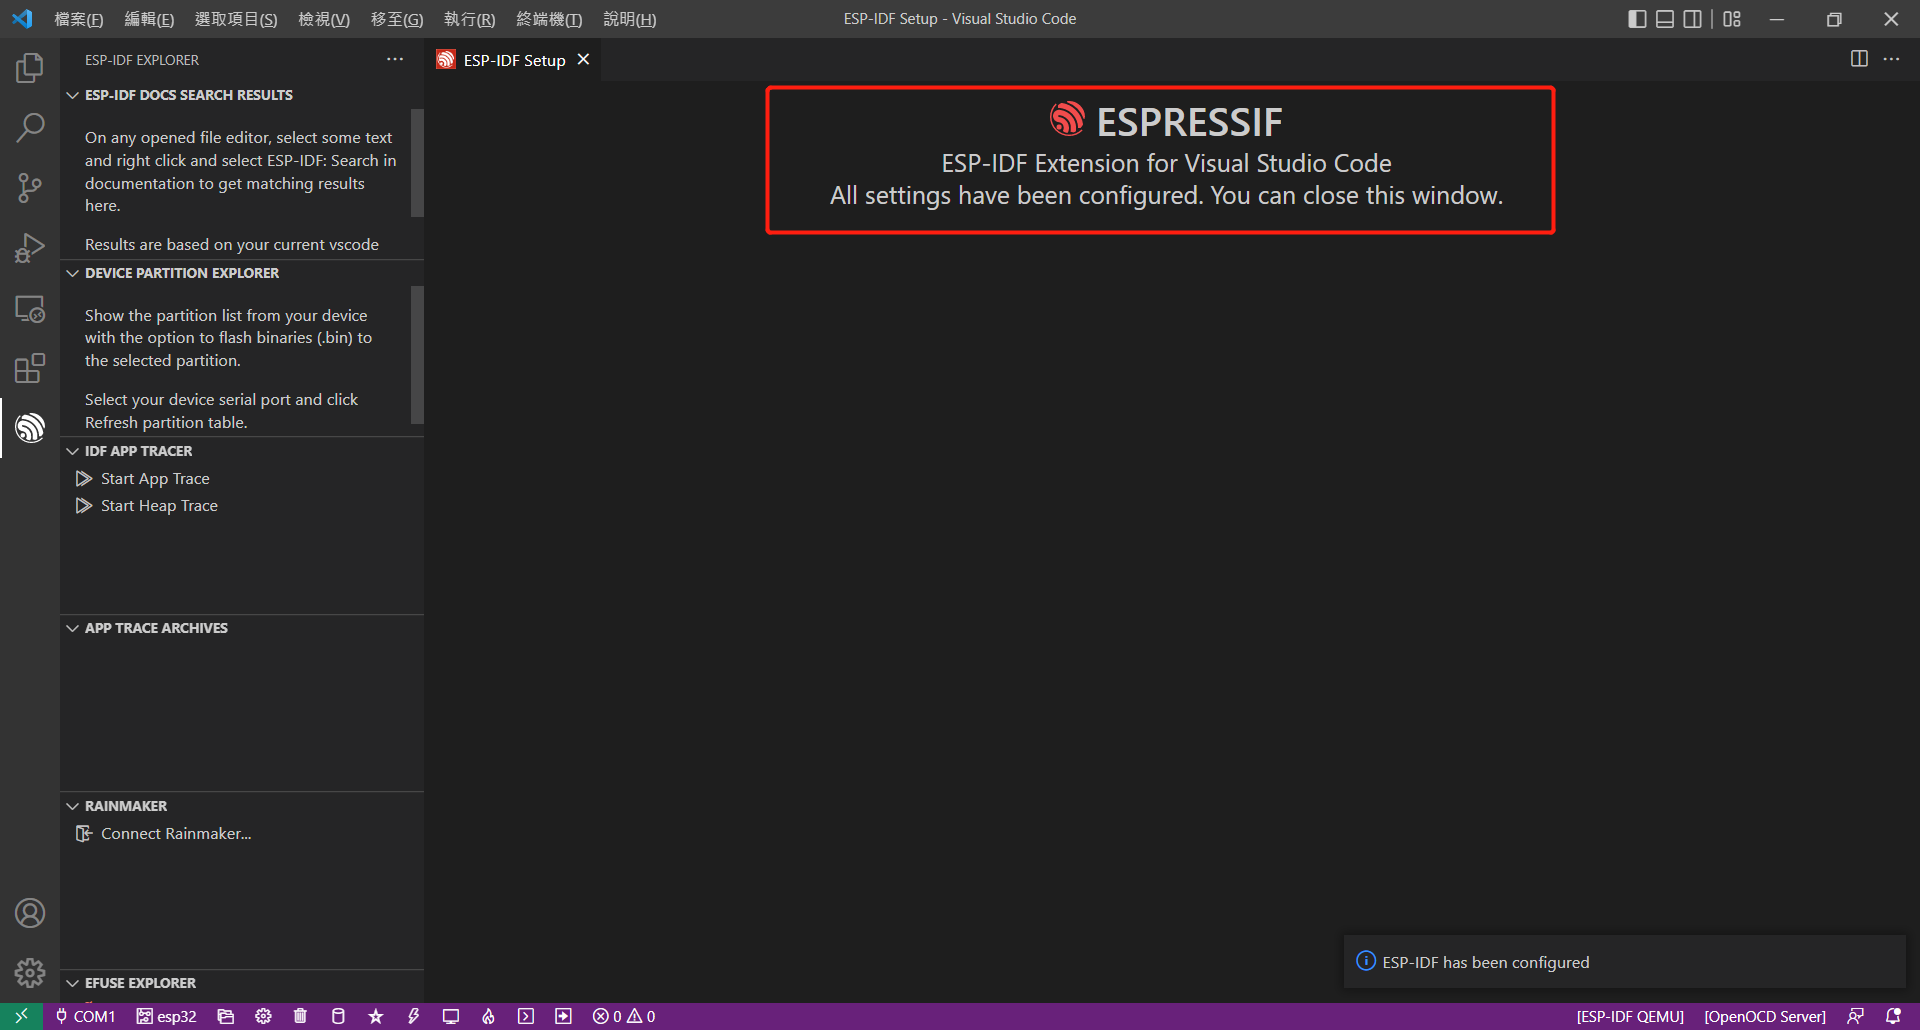 檔案(F) 編輯(E) 選取項目(S) 檢視(V) 移至(G) 執行(R) 終端機(T) 說明(H)
ESP-IDF Setup - Visual Studio Code
ESP-IDF EXPLORER
ESP-IDF DOCS SEARCH RESULTS
On any opened file editor, select some text
and right click and select ESP-IDF: Search in
documentation to get matching results
here.
Results are based on your current vscode
DEVICE PARTITION EXPLORER
Show the partition list from your device
with the option to flash binaries (.bin) to
the selected partition.
Select your device serial port and click
Refresh partition table.
IDF APP TRACER
Start App Trace
Start Heap Trace
APP TRACE ARCHIVES
RAINMAKER
Connect Rainmaker...
EFUSE EXPLORER
ESP-IDF Setup
ESPRESSIF
ESP-IDF Extension for Visual Studio Code
All settings have been configured. You can close this window.
ESP-IDF has been configured
COM1 esp32 0 0 [ESP-IDF QEMU] [OpenOCD Server]